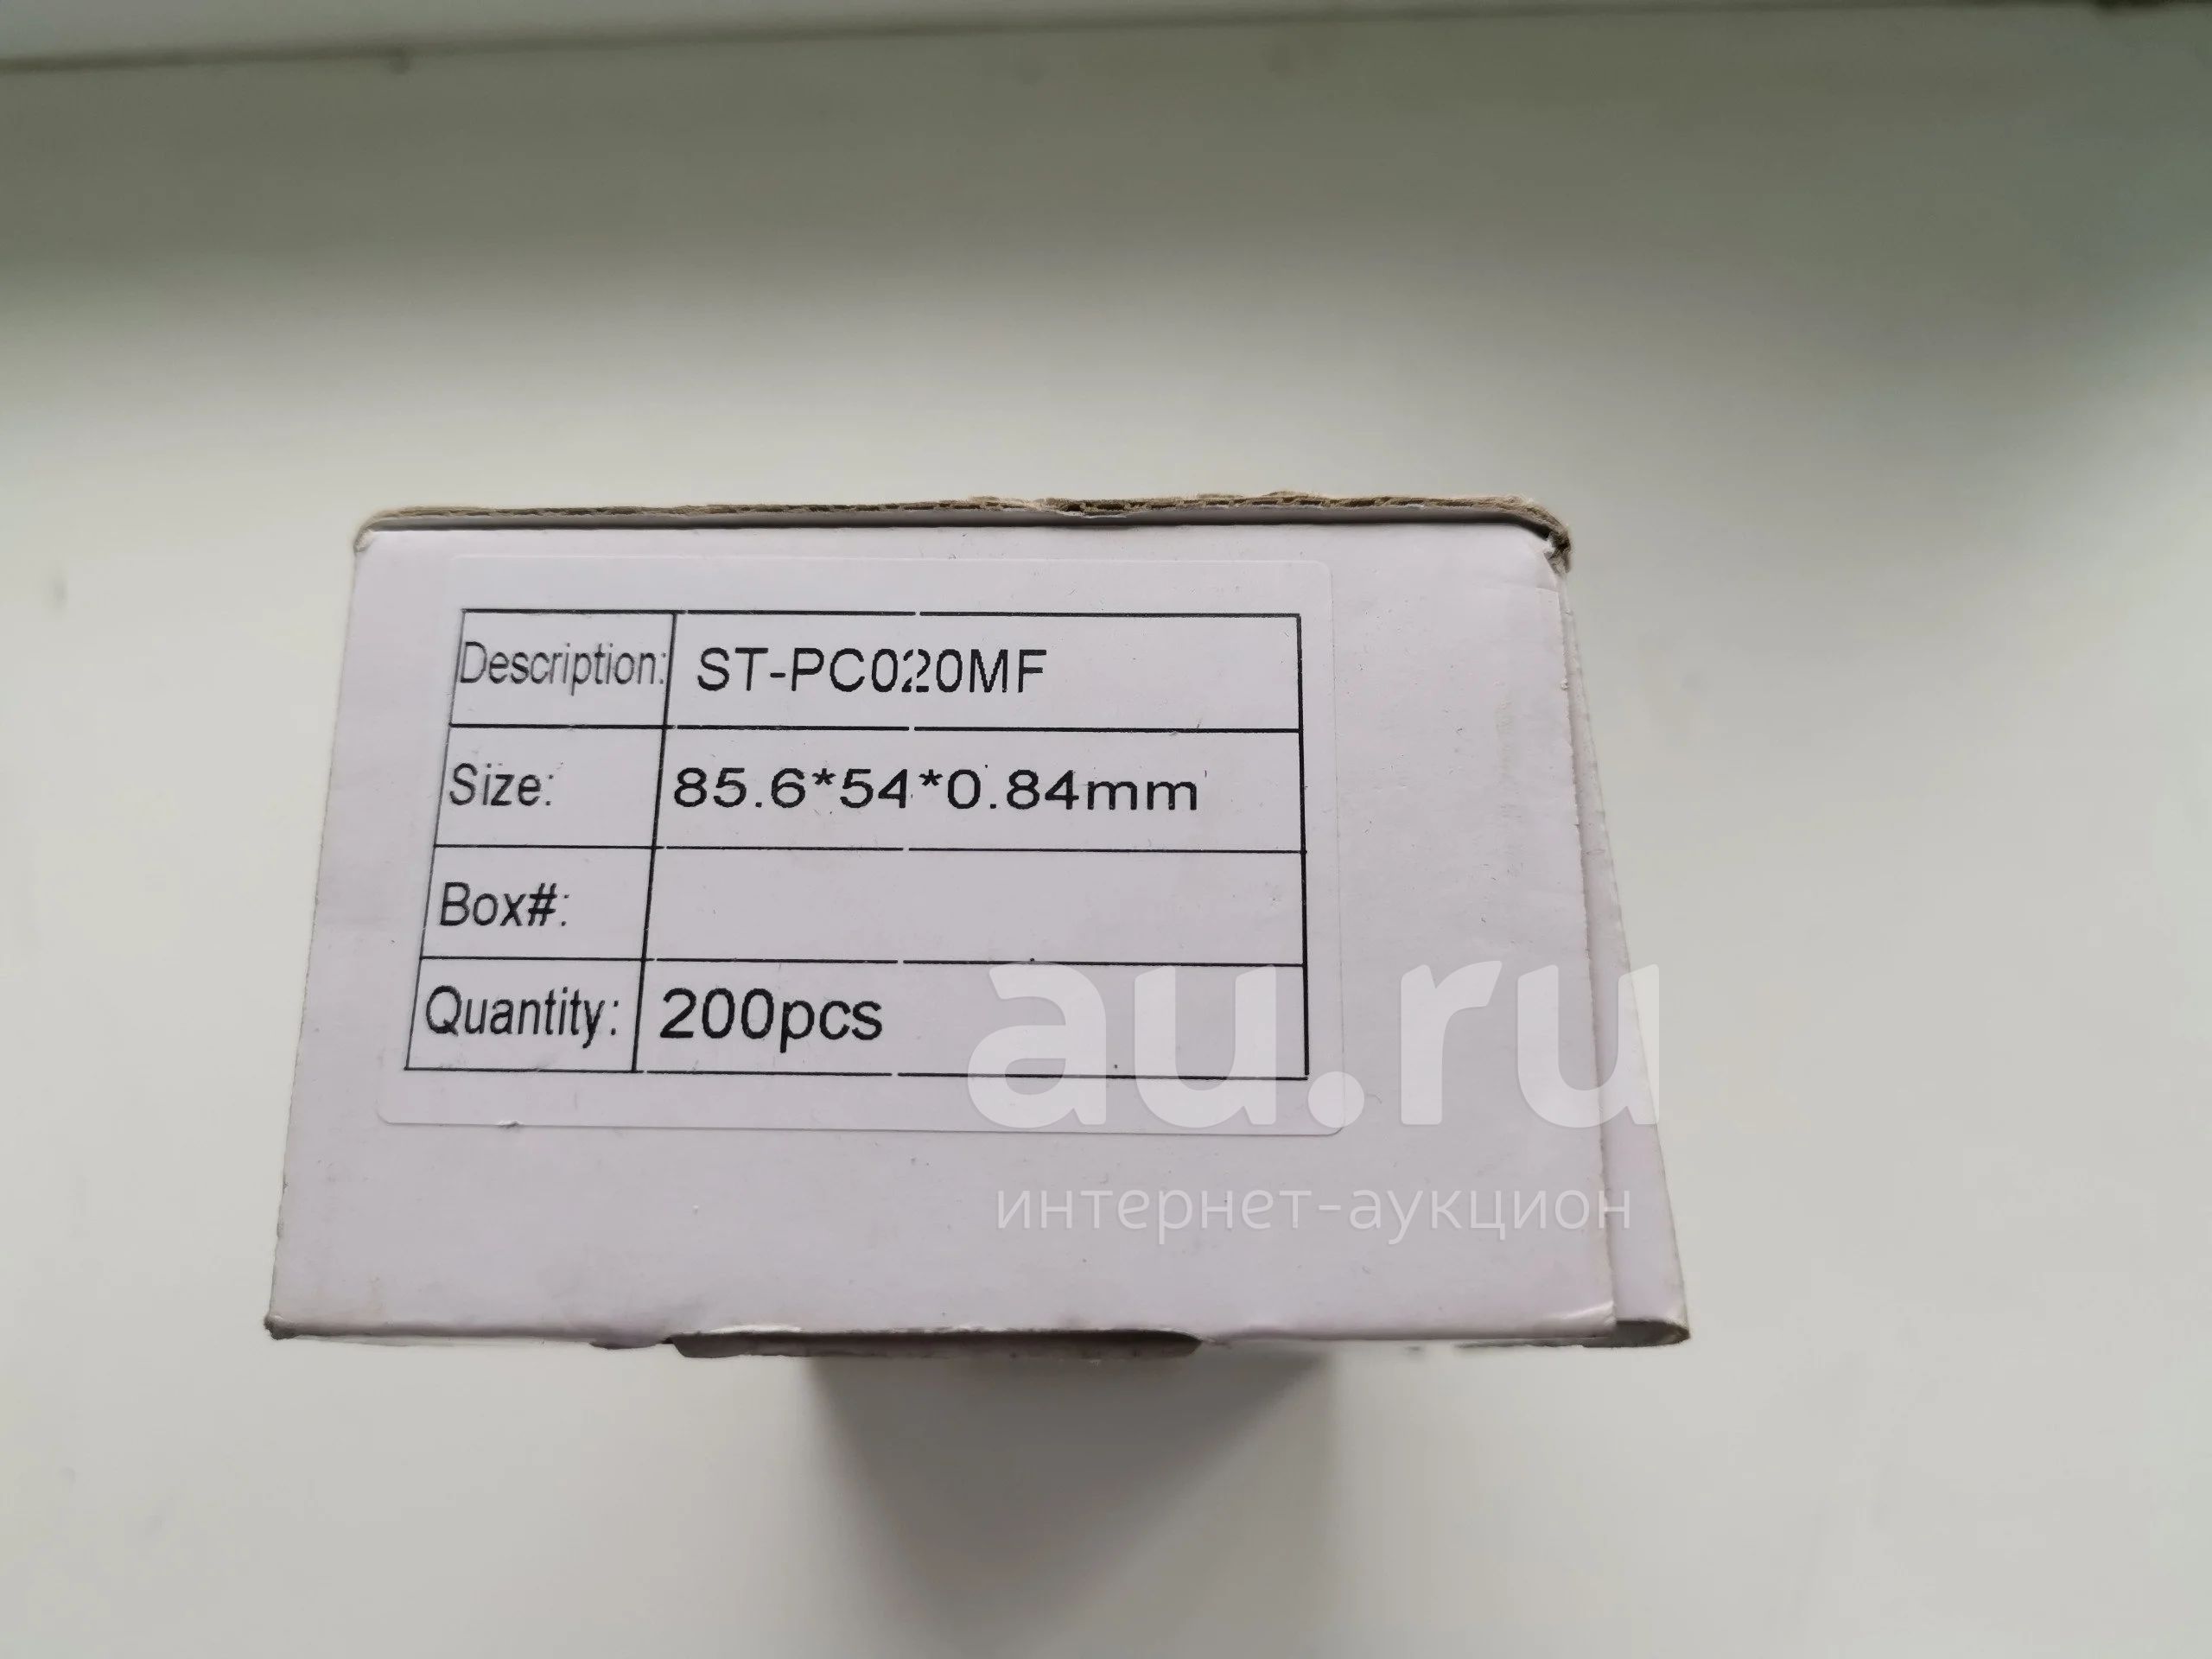 Description: ST-PC020MF
Size: 85.6*54*0.84mm
Box#:
Quantity: 200pcs
au.ru
интернет-аукцион